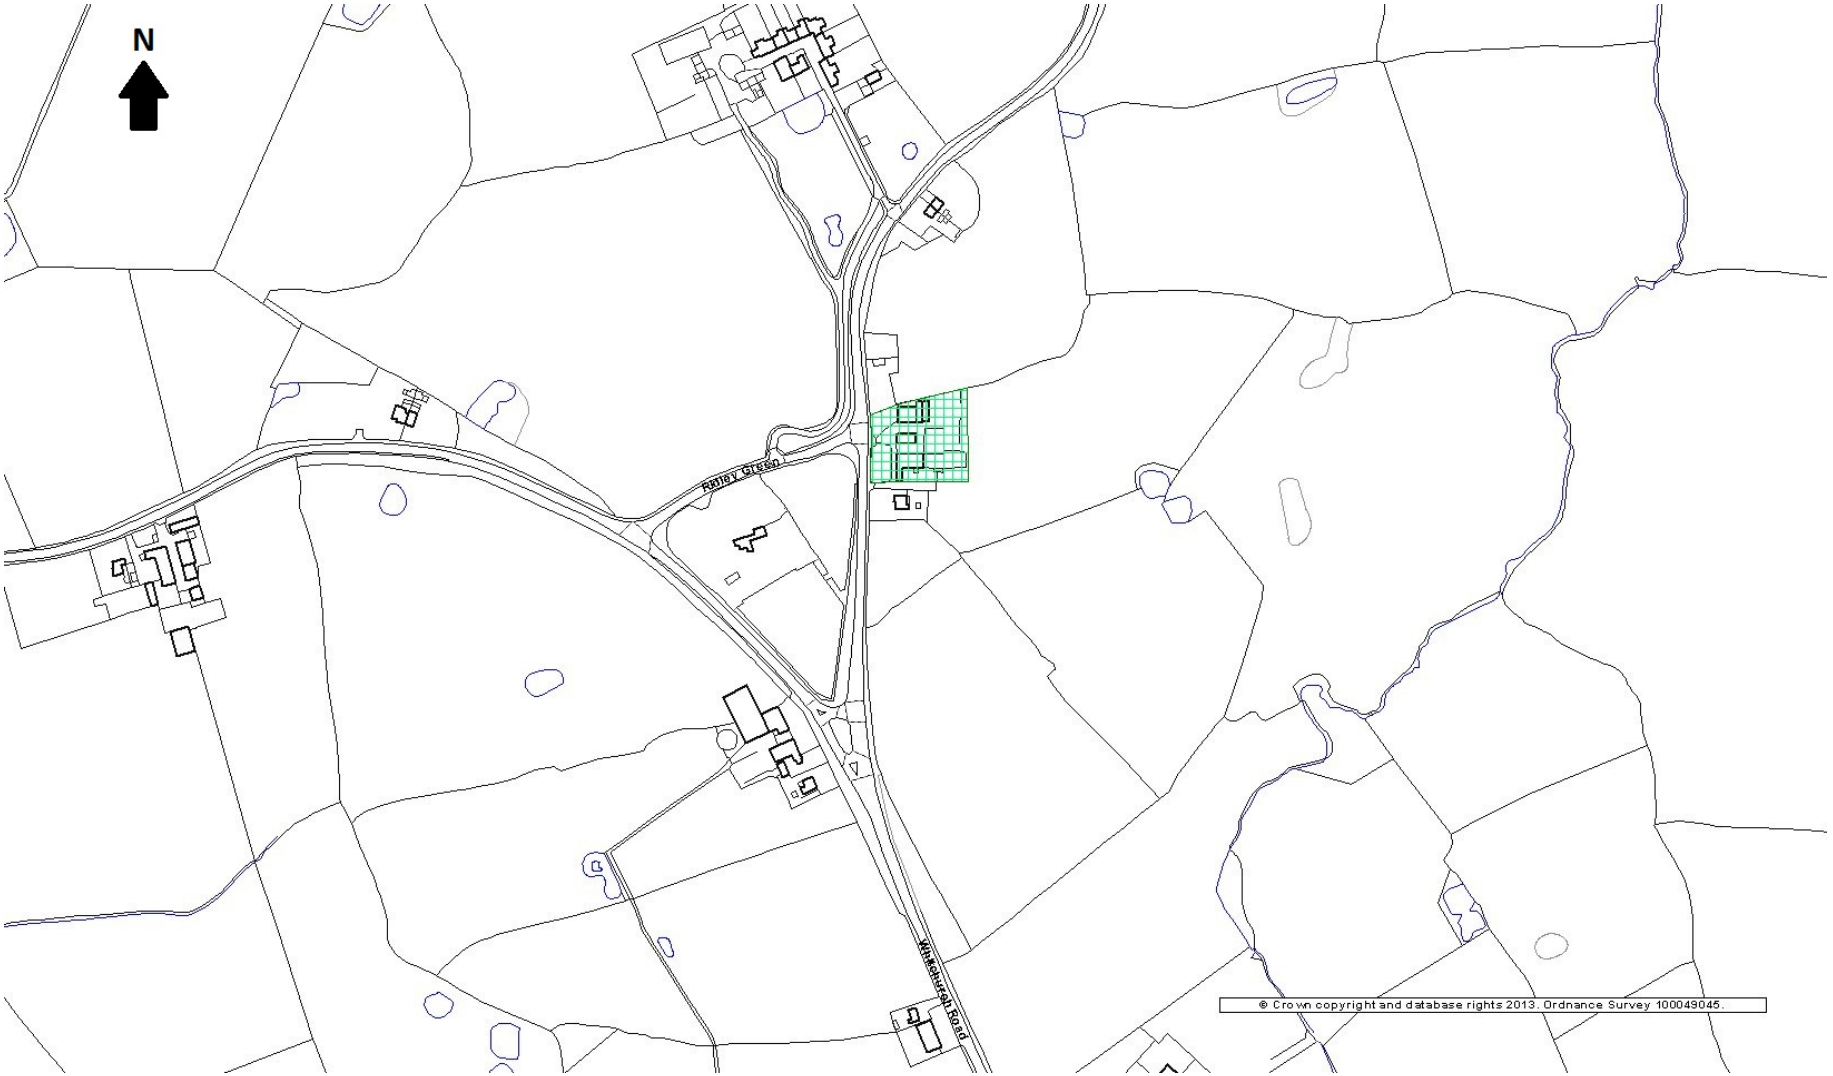 N
Ridley Green
Whitchurch Road
© Crown copyright and database rights 2013. Ordnance Survey 100049045.